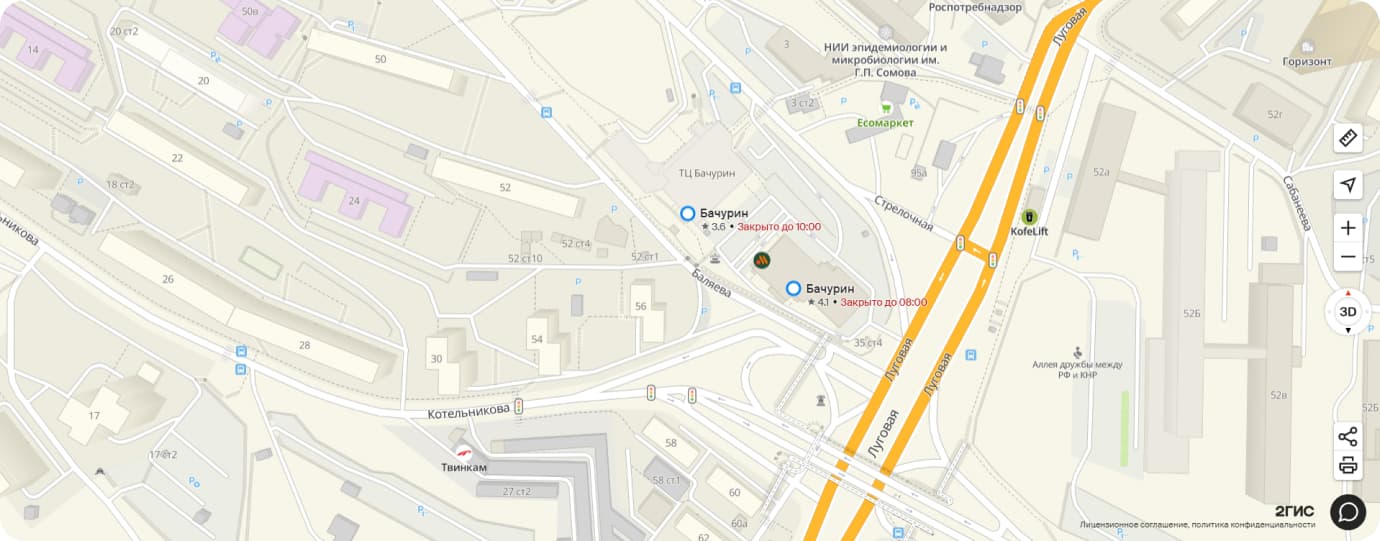 50в
20 ст2
14
50
20
22
18 ст2
24
52
Роспотребнадзор
3
НИИ эпидемиологии и
микробиологии им.
Г.П. Сомова
3 ст2
Есомаркет
95а
Луговая
Горизонт
52г
52а
Сабанеева
ТЦ Бачурин
Бачурин
3.6 • Закрыто до 10:00
Стрелочная
KofeLift
52 ст4
52 ст10
52 ст1
Баляева
Бачурин
4.1 • Закрыто до 08:00
35 ст4
льникова
26
28
30
54
56
52Б
3D
Луговая
Луговая
Луговая
Аллея дружбы между
РФ и КНР
52в
52Б
Котельникова
17
17 ст2
Твинкам
27 ст2
58
58 ст1
60
60а
62
2ГИС
Лицензионное соглашение, политика конфиденциальности